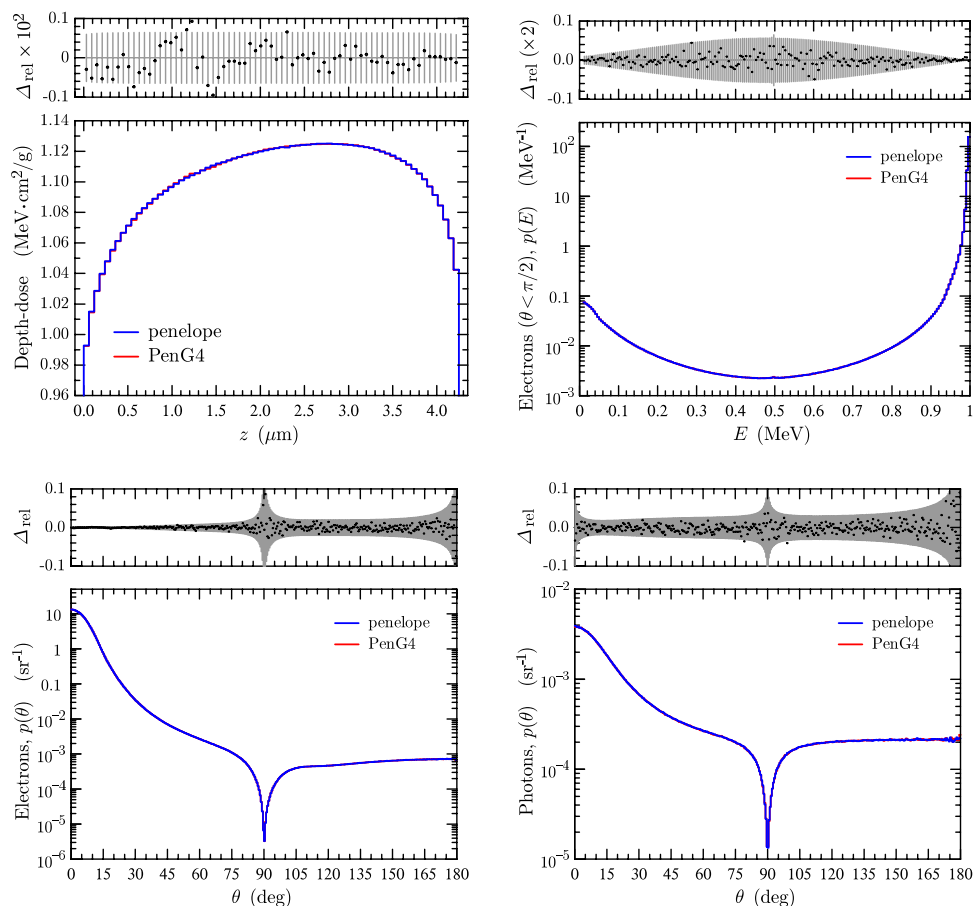 Δrel × 10²
0.1
0
-0.1
Depth-dose (MeV·cm²/g)
1.14
1.12
1.10
1.08
1.06
1.04
1.02
1.00
0.98
0.96
penelope
PenG4
0.0 0.5 1.0 1.5 2.0 2.5 3.0 3.5 4.0
z (μm)
Δrel (×2)
0.1
0.0
-0.1
Electrons (θ < π/2), p(E) (MeV⁻¹)
100
10
1
0.1
10⁻²
10⁻³
penelope
PenG4
0 0.1 0.2 0.3 0.4 0.5 0.6 0.7 0.8 0.9 1
E (MeV)
Δrel
0.1
0.0
-0.1
Electrons, p(θ) (sr⁻¹)
10
1
0.1
10⁻²
10⁻³
10⁻⁴
10⁻⁵
10⁻⁶
penelope
PenG4
0 15 30 45 60 75 90 105 120 135 150 165 180
θ (deg)
Δrel
0.1
0.0
-0.1
Photons, p(θ) (sr⁻¹)
10⁻²
10⁻³
10⁻⁴
10⁻⁵
penelope
PenG4
0 15 30 45 60 75 90 105 120 135 150 165 180
θ (deg)